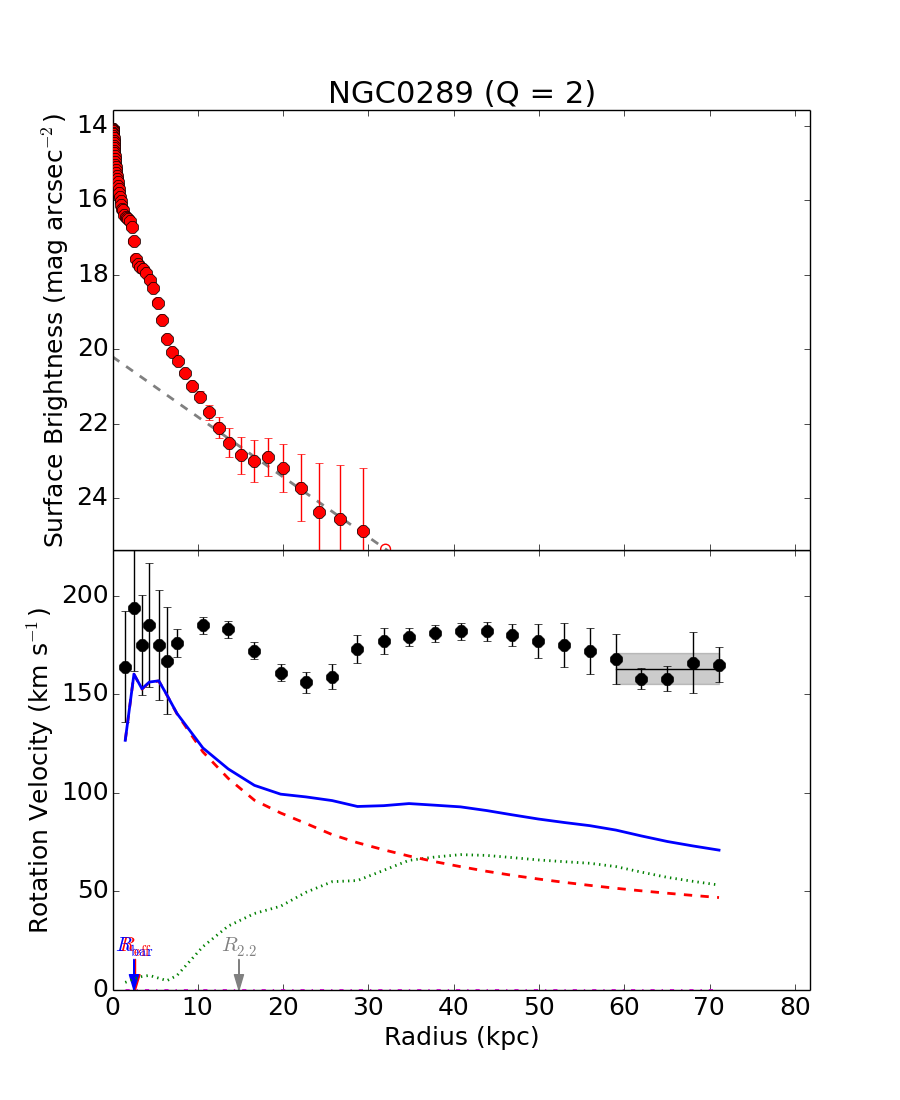 NGC0289 (Q = 2)
Surface Brightness (mag arcsec⁻²)
14
16
18
20
22
24
Rotation Velocity (km s⁻¹)
200
150
100
50
0
R₂.₂
0 10 20 30 40 50 60 70 80
Radius (kpc)